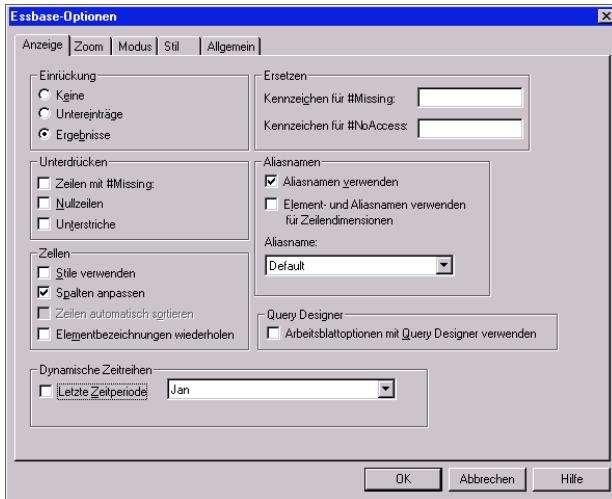 Essbase-Optionen
Anzeige Zoom Modus Stil Allgemein
Einrückung
Keine
Untereinträge
Ergebnisse
Ersetzen
Kennzeichen für #Missing:
Kennzeichen für #NoAccess:
Unterdrücken
Zeilen mit #Missing:
Nullzeilen
Unterstriche
Aliasnamen
Aliasnamen verwenden
Element- und Aliasnamen verwenden
für Zeilendimensionen
Aliasname:
Default
Zellen
Stile verwenden
Spalten anpassen
Zeilen automatisch sortieren
Elementbezeichnungen wiederholen
Query Designer
Arbeitsblattoptionen mit Query Designer verwenden
Dynamische Zeitreihen
Letzte Zeitperiode Jan
OK Abbrechen Hilfe